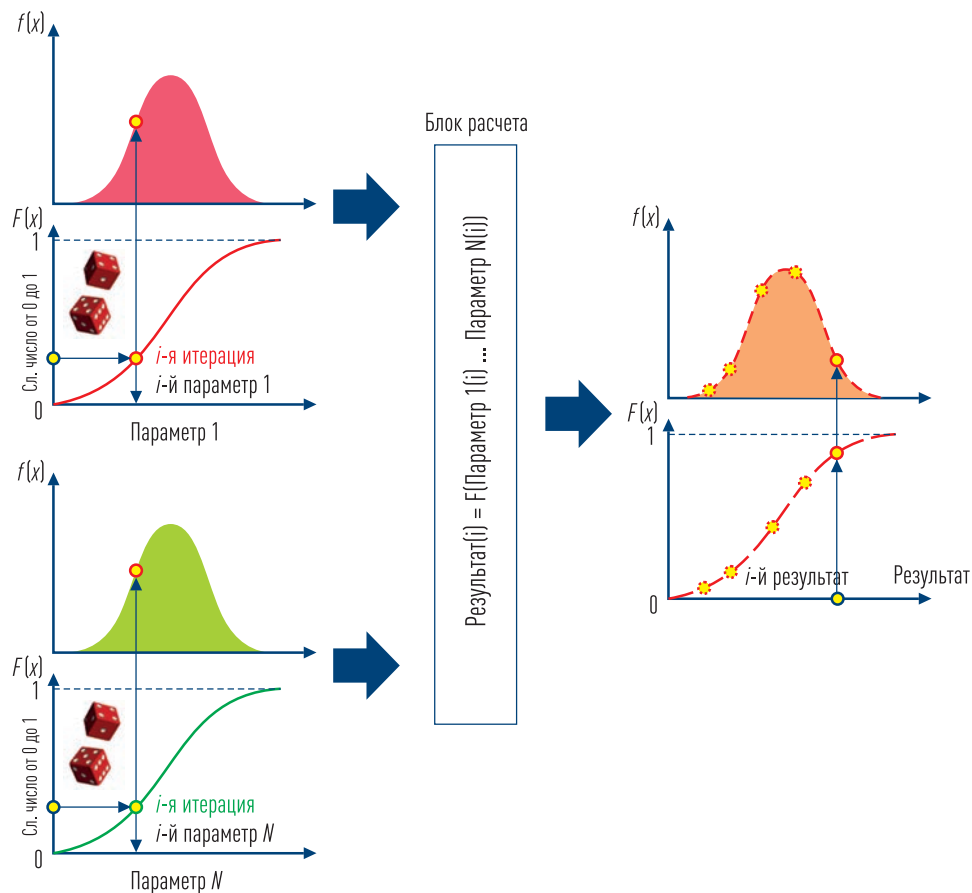 f(x)
F(x)
1
Сл. число от 0 до 1
i-я итерация
i-й параметр 1
0
Параметр 1
f(x)
F(x)
1
Сл. число от 0 до 1
i-я итерация
i-й параметр N
0
Параметр N
Блок расчета
Результат(i) = F(Параметр 1(i) ... Параметр N(i))
f(x)
F(x)
1
i-й результат
Результат
0